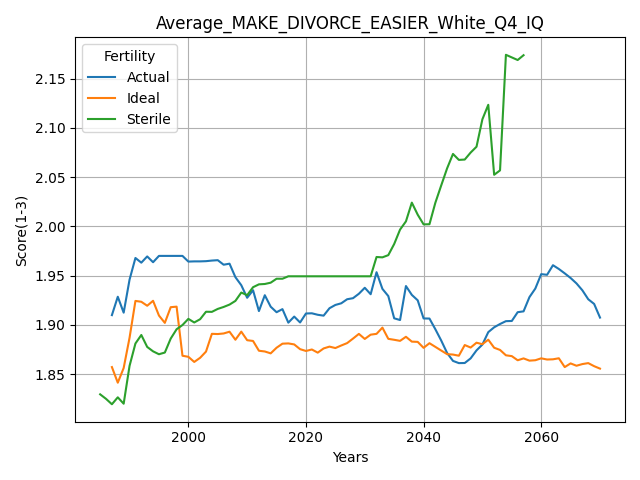 Average_MAKE_DIVORCE_EASIER_White_Q4_IQ
Fertility
Actual
Ideal
Sterile
Score(1-3)
2.15
2.10
2.05
2.00
1.95
1.90
1.85
2000
2020
2040
2060
Years